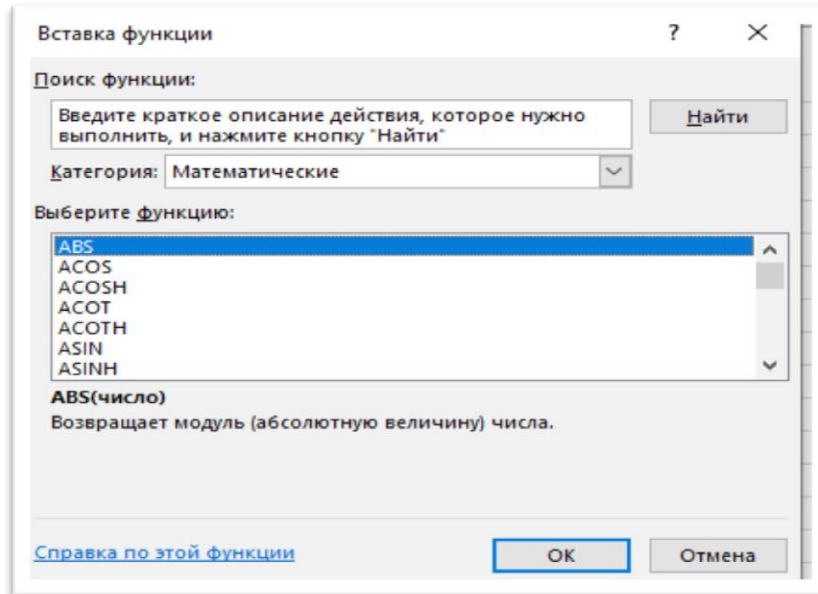 Вставка функции ? ×
Поиск функции:
Введите краткое описание действия, которое нужно
выполнить, и нажмите кнопку "Найти"
Найти
Категория: Математические
Выберите функцию:
ABS
ACOS
ACOSH
ACOT
ACOTH
ASIN
ASINH
ABS(число)
Возвращает модуль (абсолютную величину) числа.
Справка по этой функции
ОК
Отмена